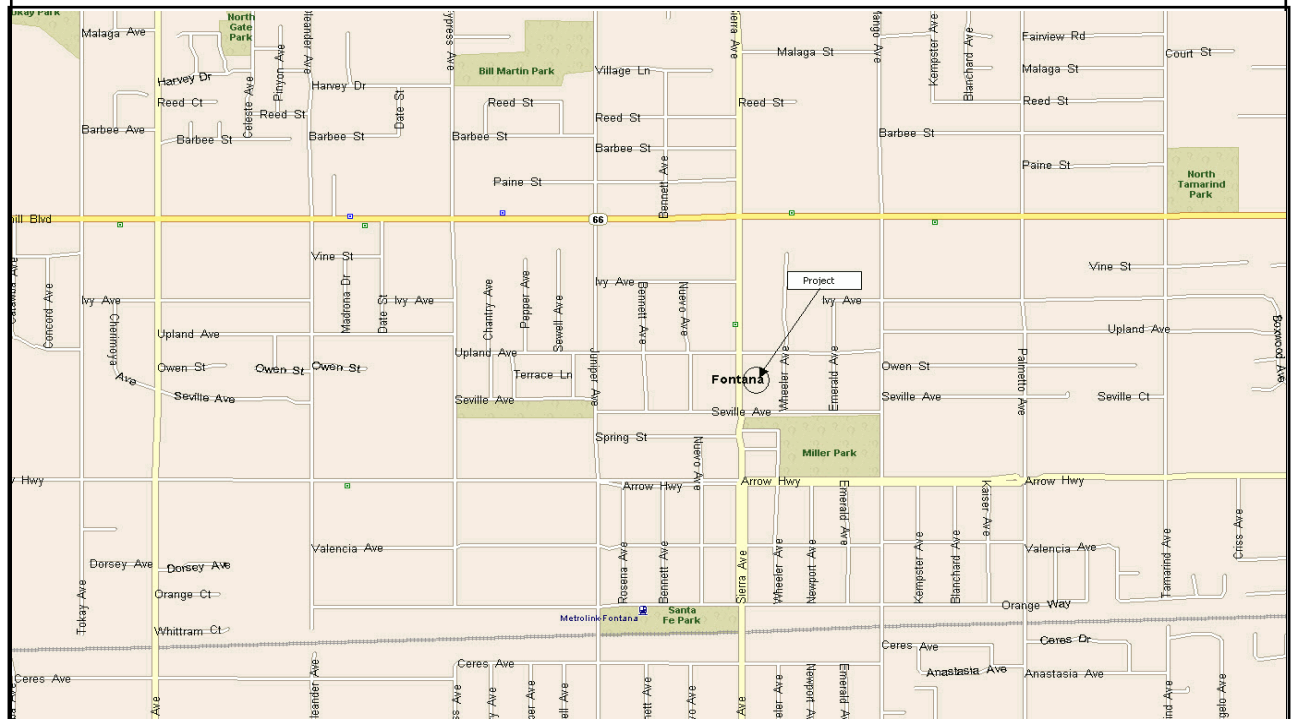 North
Gate
Park
Malaga Ave
Fairview Rd
Malaga St
Court St
Bill Martin Park
Village Ln
Malaga St
Kempster Ave
Blanchard Ave
Harvey Dr
Pinyon Ave
Harvey Dr
Reed Ct
Celeste Ave
Reed St
Date St
Reed St
Reed St
Reed St
Reed St
Barbee Ave
Barbee St
Barbee St
Barbee St
Barbee St
Barbee St
Paine St
Paine St
Bennett Ave
North
Tamarind
Park
66
Vine St
Vine St
Project
Concord Ave
Ivy Ave
Madrona Dr
Date St
Ivy Ave
Chantry Ave
Pepper Ave
Sewell Ave
Ivy Ave
Bennett Ave
Nuevo Ave
Ivy Ave
Cherimoya
Ave
Upland Ave
Upland Ave
Upland Ave
Boxwood Ave
Owen St
Owen St
Owen St
Terrace Ln
Juniper Ave
Fontana
Wheeler Ave
Emerald Ave
Owen St
Palmetto Ave
Seville Ave
Seville Ave
Seville Ave
Seville Ave
Seville Ct
Spring St
Nuevo Ave
Miller Park
Hwy
Arrow Hwy
Arrow Hwy
Arrow Hwy
Emerald Ave
Kaiser Ave
Criss Ave
Valencia Ave
Valencia Ave
Dorsey Ave
Dorsey Ave
Rosena Ave
Bennett Ave
Sierra Ave
Wheeler Ave
Newport Ave
Kempster Ave
Blanchard Ave
Tamarind Ave
Tokay Ave
Orange Ct
Orange Way
Metrolink-Fontana
Santa
Fe Park
Whittram Ct
Ceres Ave
Ceres Dr
Ceres Ave
Ceres Ave
Anastasia Ave
Anastasia Ave
Ave